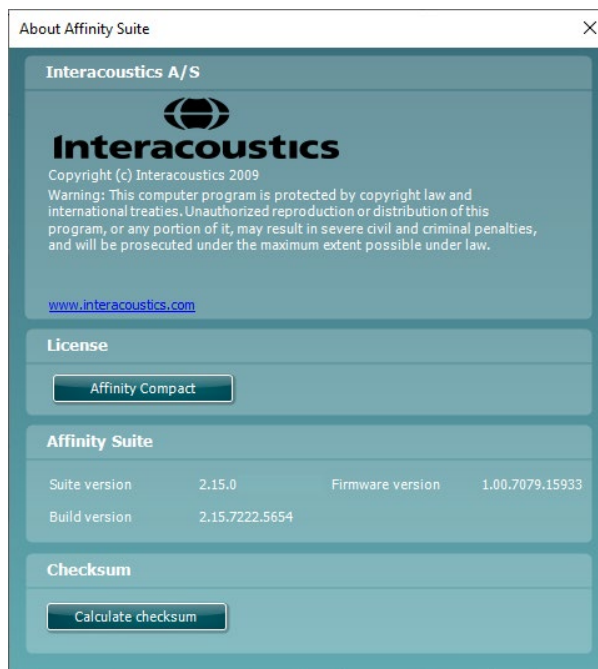 About Affinity Suite
Interacoustics A/S
Interacoustics
Copyright (c) Interacoustics 2009
Warning: This computer program is protected by copyright law and
international treaties. Unauthorized reproduction or distribution of this
program, or any portion of it, may result in severe civil and criminal penalties,
and will be prosecuted under the maximum extent possible under law.
www.interacoustics.com
License
Affinity Compact
Affinity Suite
Suite version 2.15.0 Firmware version 1.00.7079.15933
Build version 2.15.7222.5654
Checksum
Calculate checksum